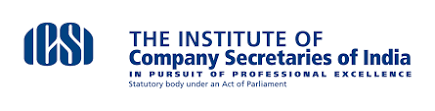 ICSI
THE INSTITUTE OF
Company Secretaries of India
IN PURSUIT OF PROFESSIONAL EXCELLENCE
Statutory body under an Act of Parliament